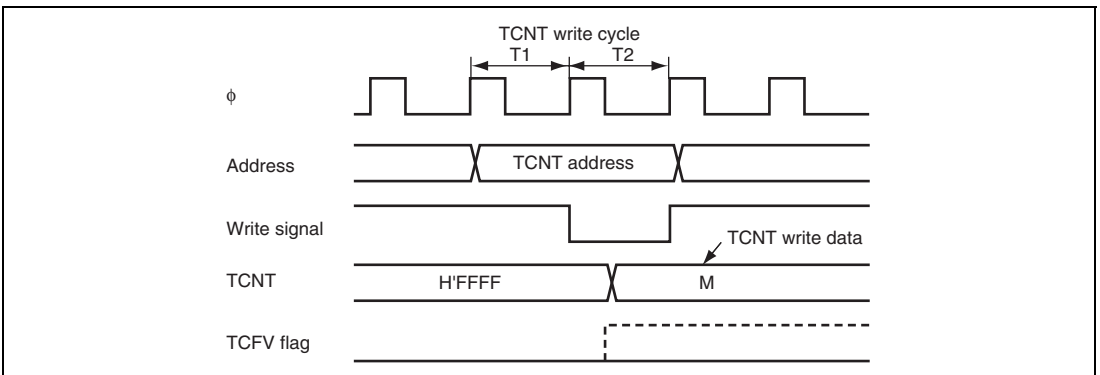 TCNT write cycle
T1 T2
ϕ
Address TCNT address
Write signal
TCNT write data
TCNT H'FFFF M
TCFV flag